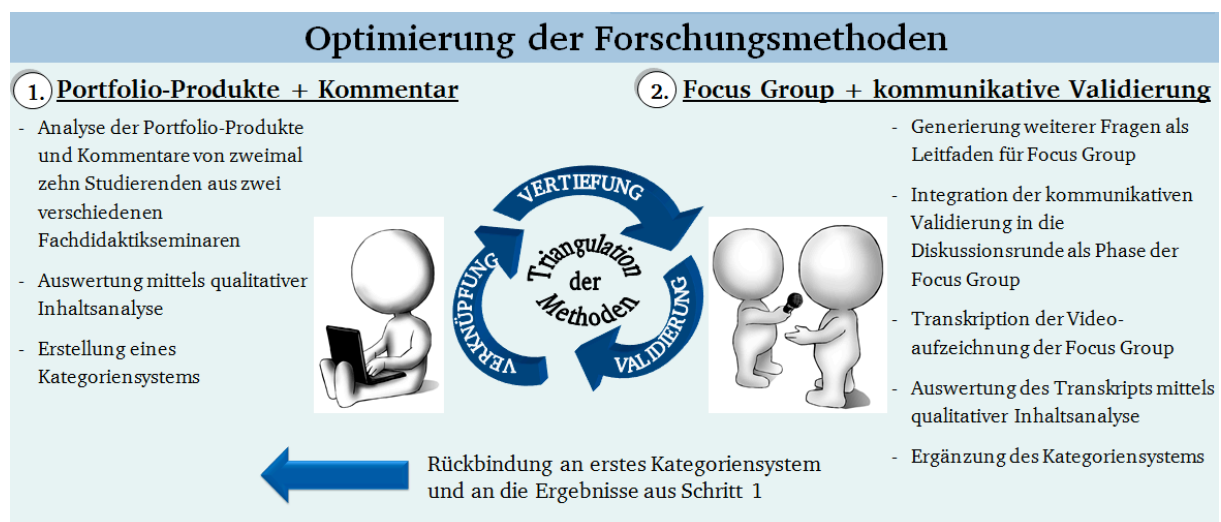 Optimierung der Forschungsmethoden
1. Portfolio-Produkte + Kommentar
- Analyse der Portfolio-Produkte
und Kommentare von zweimal
zehn Studierenden aus zwei
verschiedenen
Fachdidaktikseminaren
- Auswertung mittels qualitativer
Inhaltsanalyse
- Erstellung eines
Kategoriensystems
VERTIEFUNG
VALIDIERUNG
VERKNÜPFUNG
Triangulation
der
Methoden
2. Focus Group + kommunikative Validierung
- Generierung weiterer Fragen als
Leitfaden für Focus Group
- Integration der kommunikativen
Validierung in die
Diskussionsrunde als Phase der
Focus Group
- Transkription der Video-
aufzeichnung der Focus Group
- Auswertung des Transkripts mittels
qualitativer Inhaltsanalyse
- Ergänzung des Kategoriensystems
Rückbindung an erstes Kategoriensystem
und an die Ergebnisse aus Schritt 1